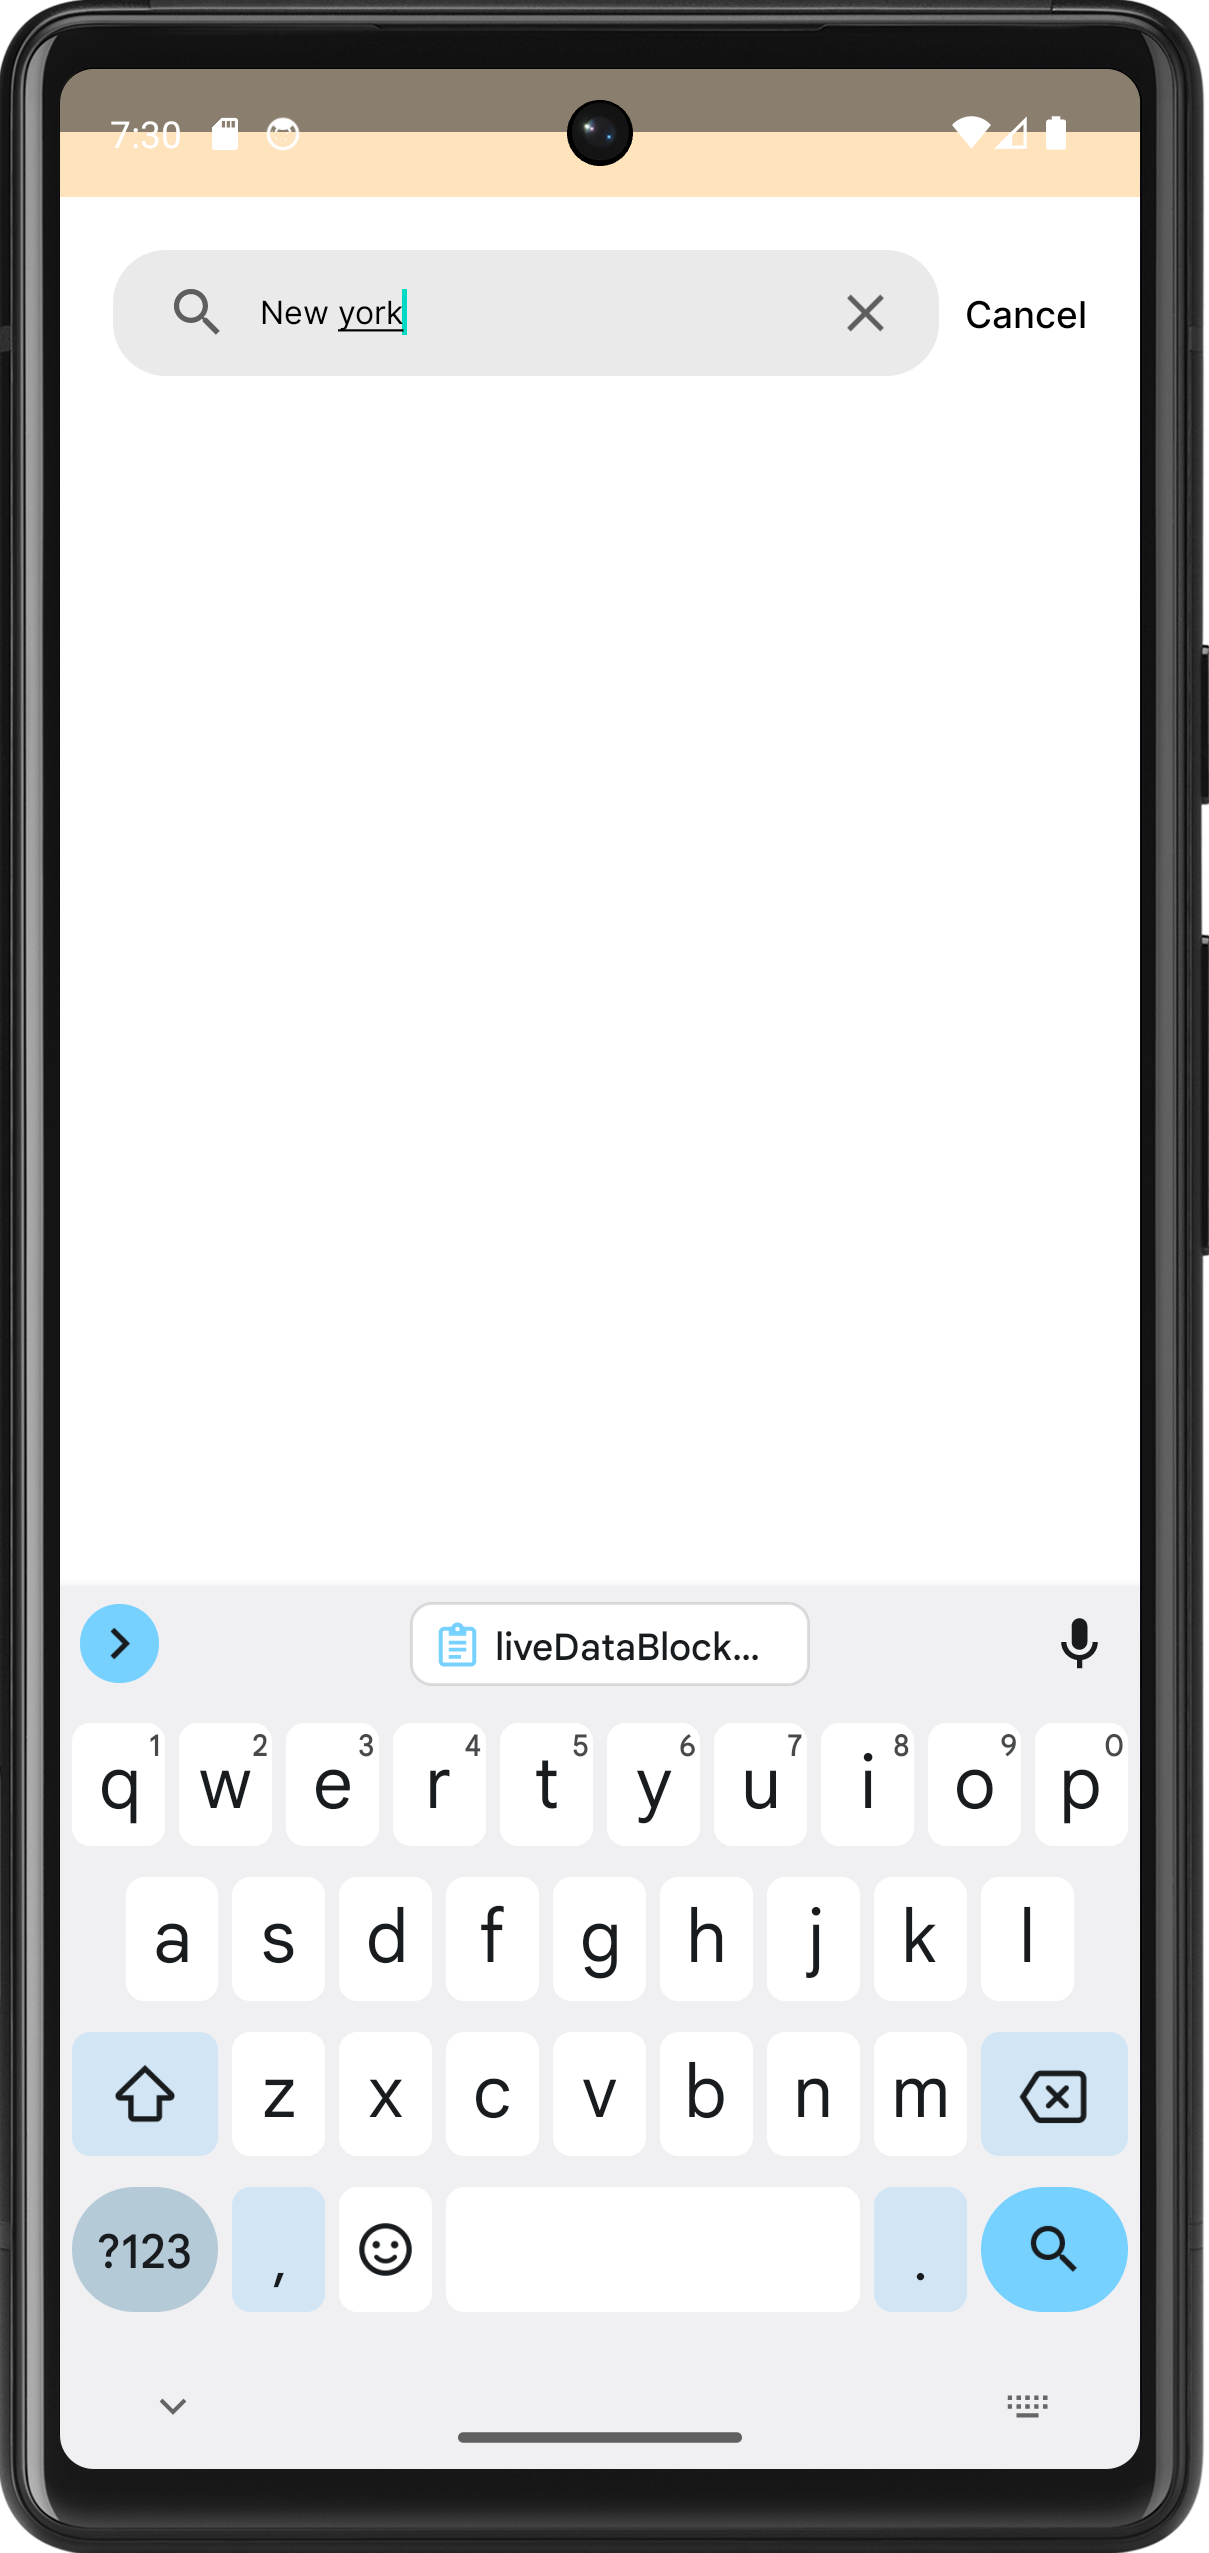 7:30
New york
Cancel
liveDataBlock...
1 2 3 4 5 6 7 8 9 0
q w e r t y u i o p
a s d f g h j k l
z x c v b n m
?123 , .